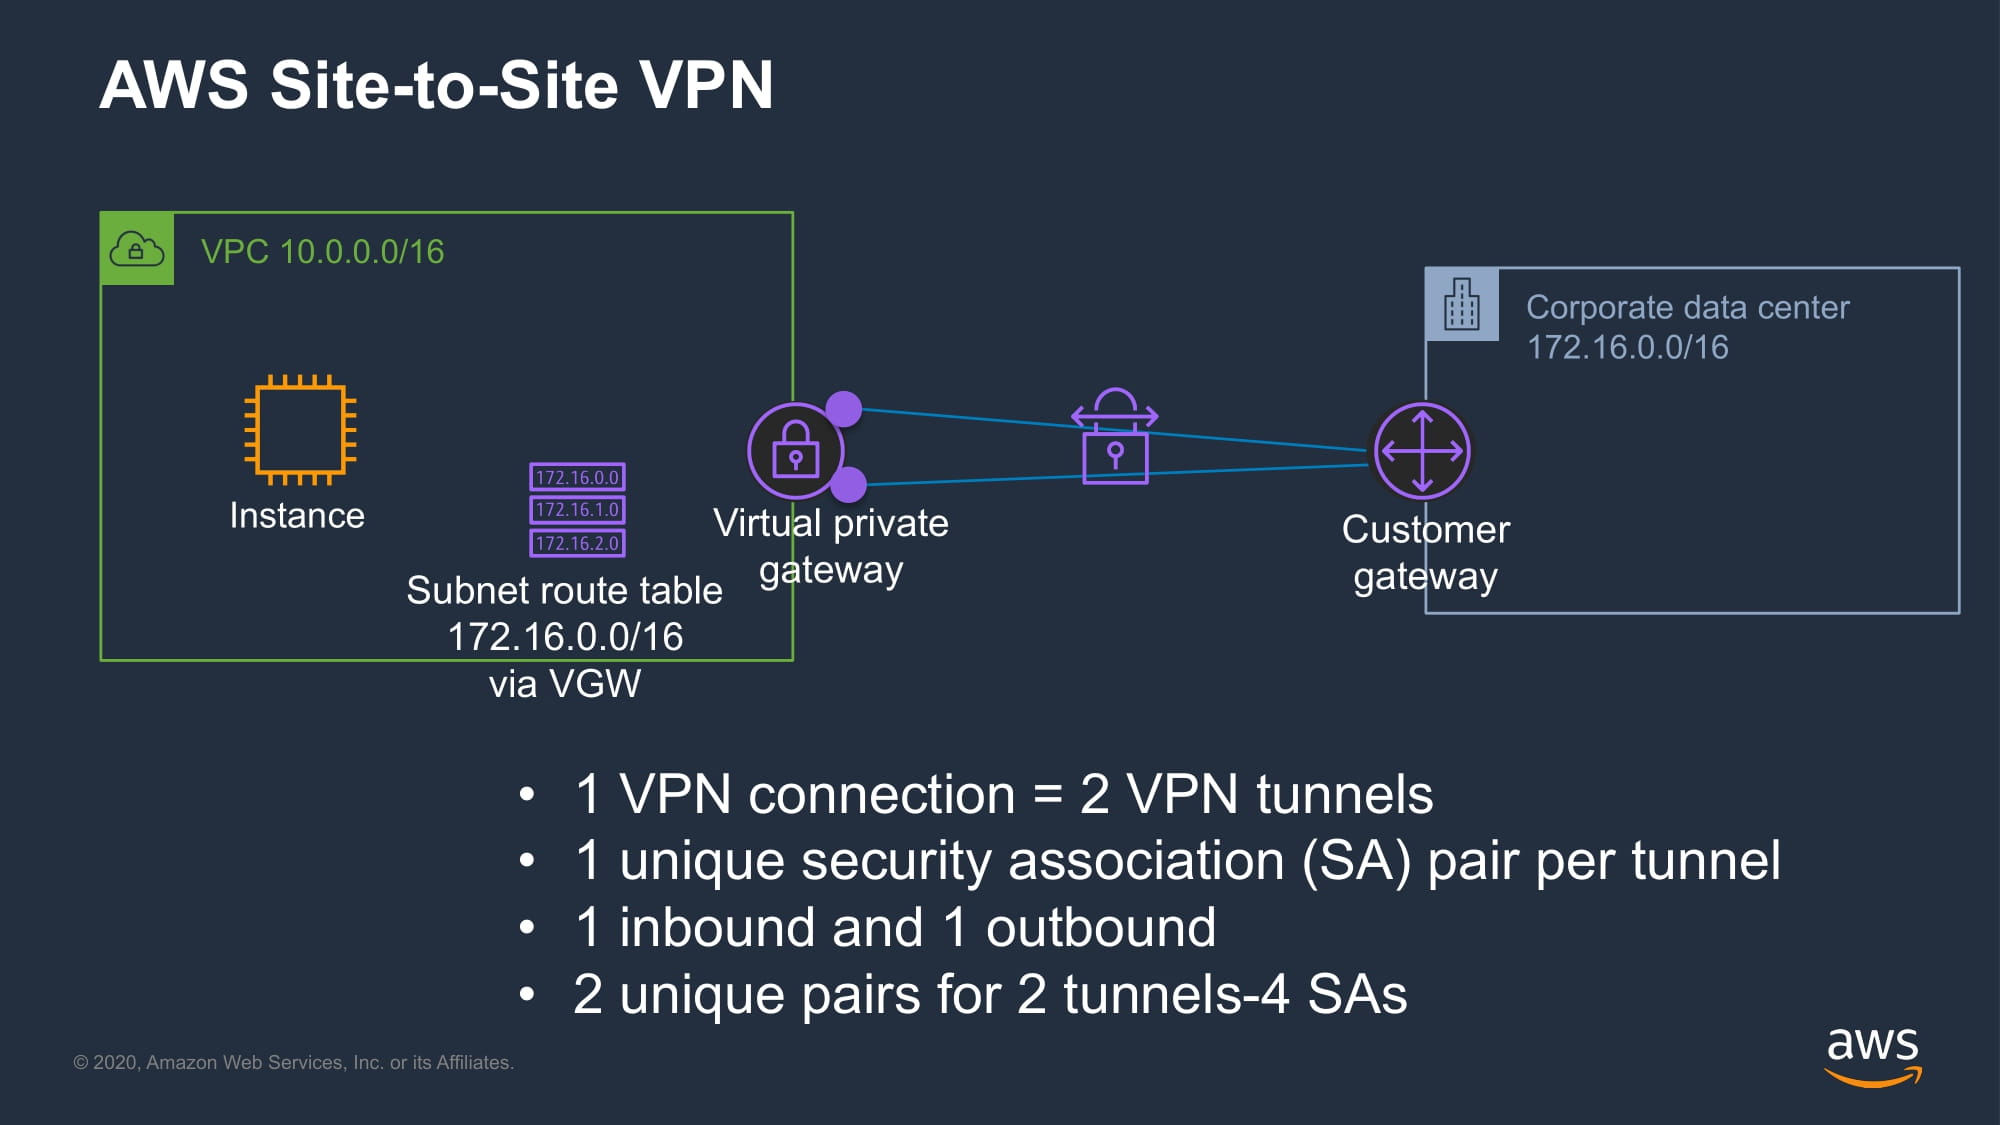 AWS Site-to-Site VPN
VPC 10.0.0.0/16
Corporate data center
172.16.0.0/16
Instance
172.16.0.0
172.16.1.0
172.16.2.0
Subnet route table
172.16.0.0/16
via VGW
Virtual private
gateway
Customer
gateway
• 1 VPN connection = 2 VPN tunnels
• 1 unique security association (SA) pair per tunnel
• 1 inbound and 1 outbound
• 2 unique pairs for 2 tunnels-4 SAs
© 2020, Amazon Web Services, Inc. or its Affiliates.
aws